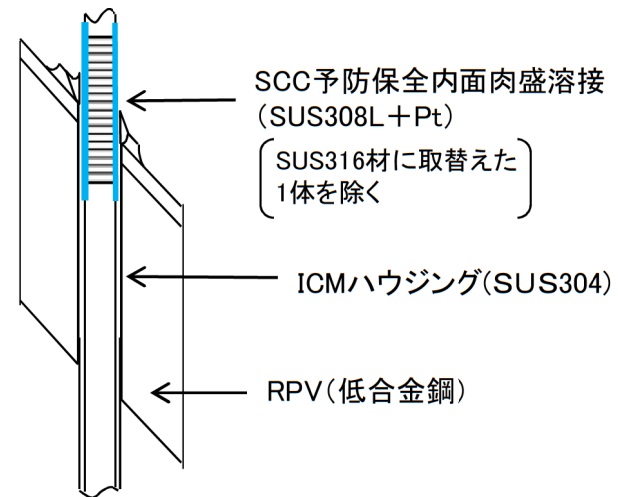 SCC予防保全内面肉盛溶接
(SUS308L+Pt)
SUS316材に取替えた
1体を除く
ICMハウジング(SUS304)
RPV(低合金鋼)